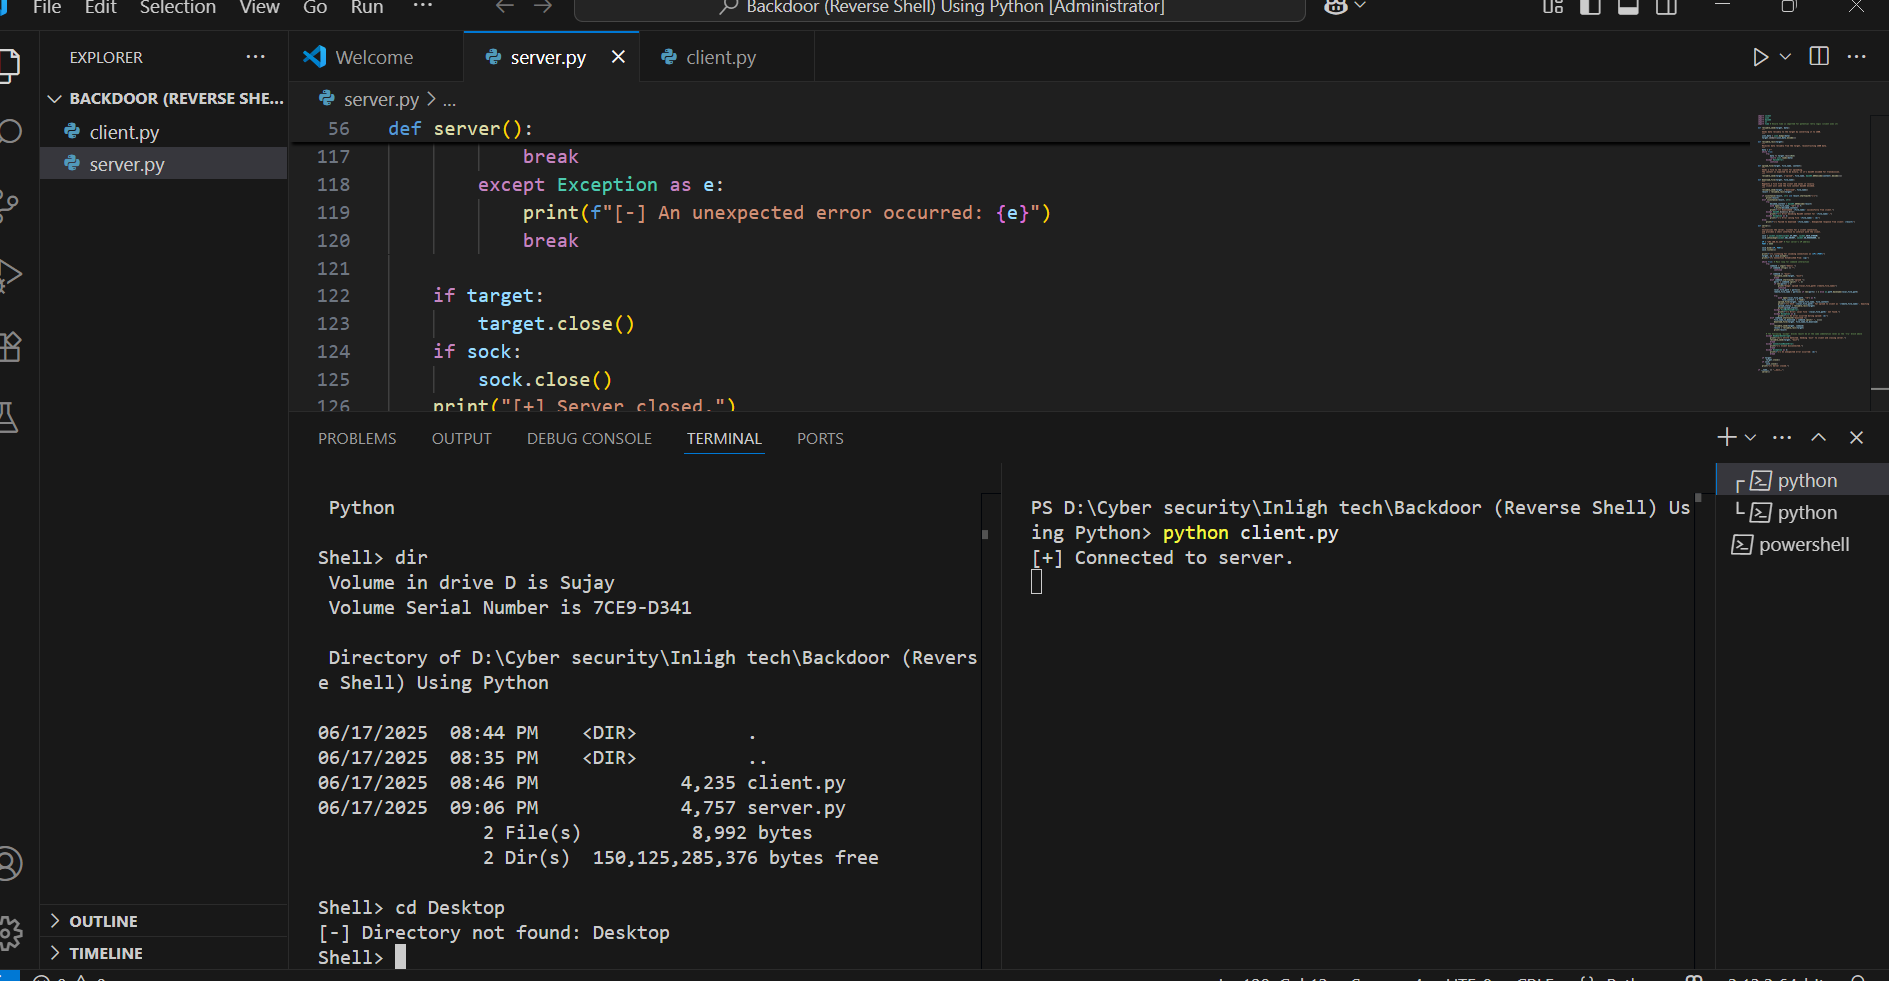 File Edit Selection View Go Run ···
Backdoor (Reverse Shell) Using Python [Administrator]
EXPLORER ···
BACKDOOR (REVERSE SHE...
client.py
server.py
OUTLINE
TIMELINE
Welcome server.py client.py
server.py > ...
56 def server():
117 break
118 except Exception as e:
119 print(f"[-] An unexpected error occurred: {e}")
120 break
121
122 if target:
123 target.close()
124 if sock:
125 sock.close()
126 print("[+] Server closed.")
PROBLEMS OUTPUT DEBUG CONSOLE TERMINAL PORTS
Python
Shell> dir
Volume in drive D is Sujay
Volume Serial Number is 7CE9-D341
Directory of D:\Cyber security\Inligh tech\Backdoor (Revers
e Shell) Using Python
06/17/2025 08:44 PM <DIR> .
06/17/2025 08:35 PM <DIR> ..
06/17/2025 08:46 PM 4,235 client.py
06/17/2025 09:06 PM 4,757 server.py
2 File(s) 8,992 bytes
2 Dir(s) 150,125,285,376 bytes free
Shell> cd Desktop
[-] Directory not found: Desktop
Shell>
PS D:\Cyber security\Inligh tech\Backdoor (Reverse Shell) Us
ing Python> python client.py
[+] Connected to server.
python
python
powershell